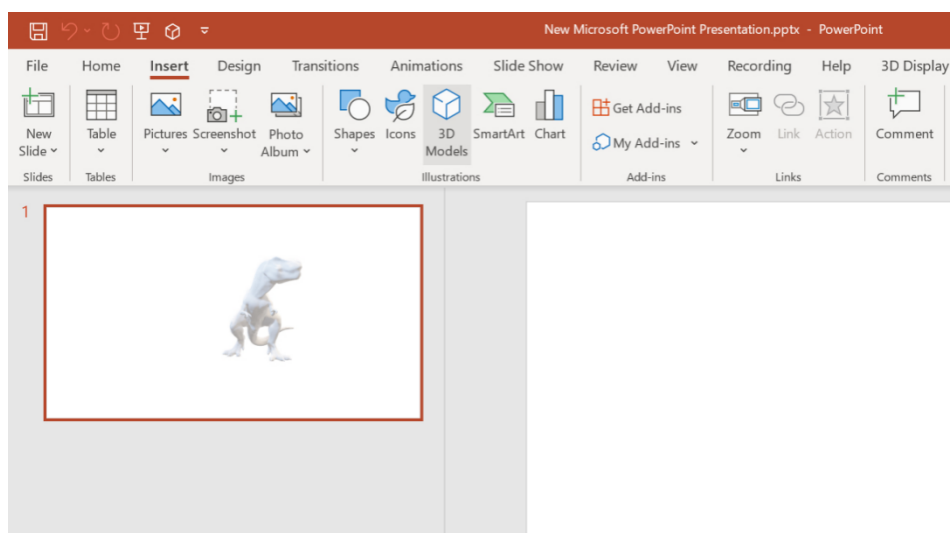 New Microsoft PowerPoint Presentation.pptx - PowerPoint
File Home Insert Design Transitions Animations Slide Show Review View Recording Help 3D Display
New Slide
Table
Pictures
Screenshot
Photo Album
Shapes
Icons
3D Models
SmartArt
Chart
Get Add-ins
My Add-ins
Zoom
Link
Action
Comment
Slides
Tables
Images
Illustrations
Add-ins
Links
Comments
1